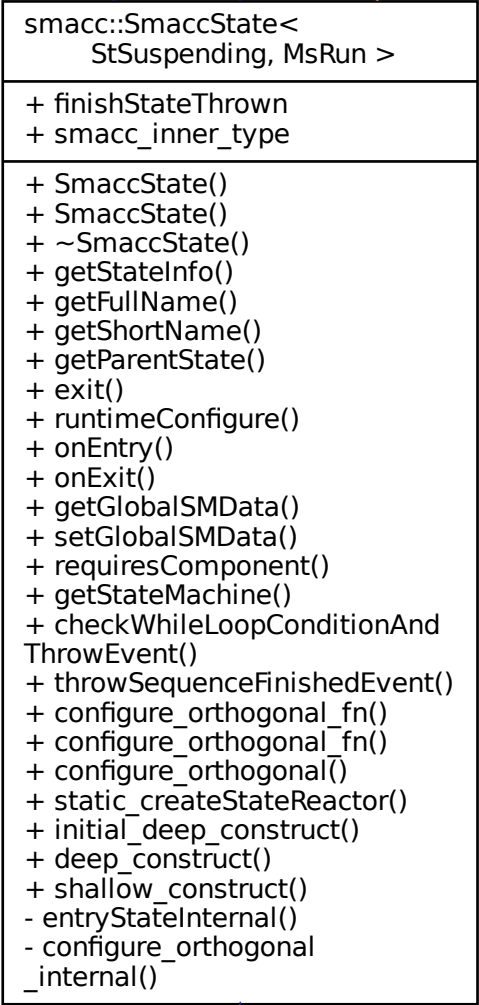 smacc::SmaccState<
StSuspending, MsRun >
+ finishStateThrown
+ smacc_inner_type
+ SmaccState()
+ SmaccState()
+ ~SmaccState()
+ getStateInfo()
+ getFullName()
+ getShortName()
+ getParentState()
+ exit()
+ runtimeConfigure()
+ onEntry()
+ onExit()
+ getGlobalSMData()
+ setGlobalSMData()
+ requiresComponent()
+ getStateMachine()
+ checkWhileLoopConditionAnd
ThrowEvent()
+ throwSequenceFinishedEvent()
+ configure_orthogonal_fn()
+ configure_orthogonal_fn()
+ configure_orthogonal()
+ static_createStateReactor()
+ initial_deep_construct()
+ deep_construct()
+ shallow_construct()
- entryStateInternal()
- configure_orthogonal
_internal()